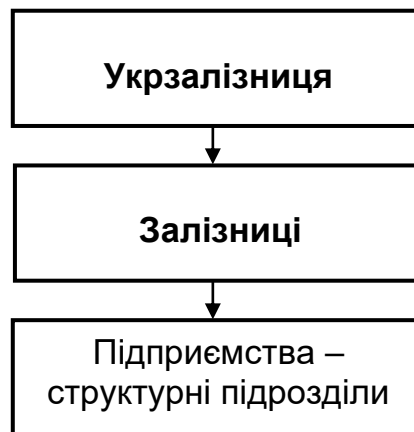 Укрзалізниця
Залізниці
Підприємства –
структурні підрозділи